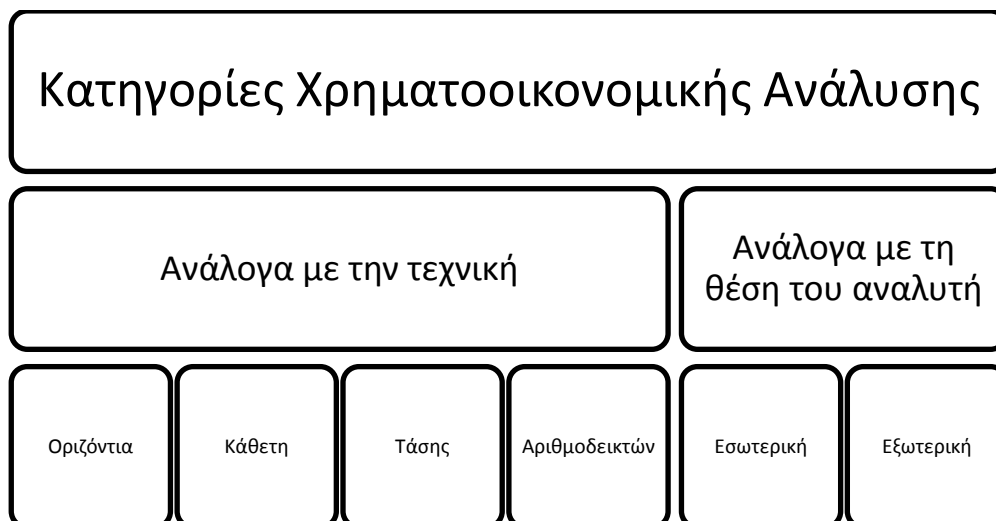 Κατηγορίες Χρηματοοικονομικής Ανάλυσης
Ανάλογα με την τεχνική
Ανάλογα με τη
θέση του αναλυτή
Οριζόντια
Κάθετη
Τάσης
Αριθμοδεικτών
Εσωτερική
Εξωτερική